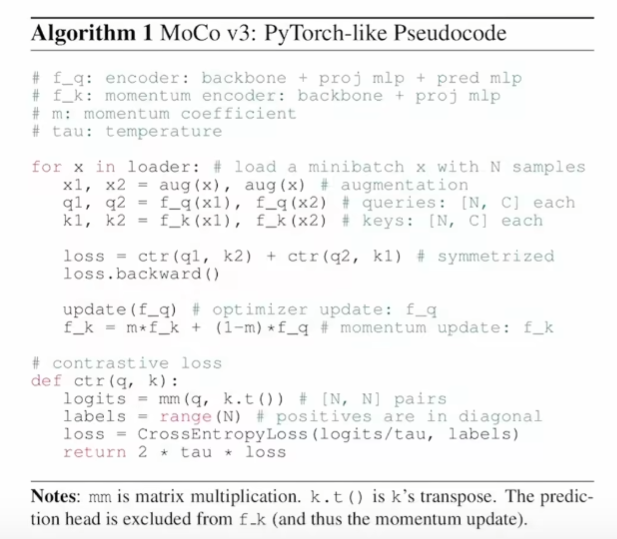 Algorithm 1 MoCo v3: PyTorch-like Pseudocode
# f_q: encoder: backbone + proj mlp + pred mlp
# f_k: momentum encoder: backbone + proj mlp
# m: momentum coefficient
# tau: temperature
for x in loader: # load a minibatch x with N samples
x1, x2 = aug(x), aug(x) # augmentation
q1, q2 = f_q(x1), f_q(x2) # queries: [N, C] each
k1, k2 = f_k(x1), f_k(x2) # keys: [N, C] each
loss = ctr(q1, k2) + ctr(q2, k1) # symmetrized
loss.backward()
update(f_q) # optimizer update: f_q
f_k = m*f_k + (1-m)*f_q # momentum update: f_k
# contrastive loss
def ctr(q, k):
logits = mm(q, k.t()) # [N, N] pairs
labels = range(N) # positives are in diagonal
loss = CrossEntropyLoss(logits/tau, labels)
return 2 * tau * loss
Notes: mm is matrix multiplication. k.t() is k's transpose. The predic-
tion head is excluded from f_k (and thus the momentum update).